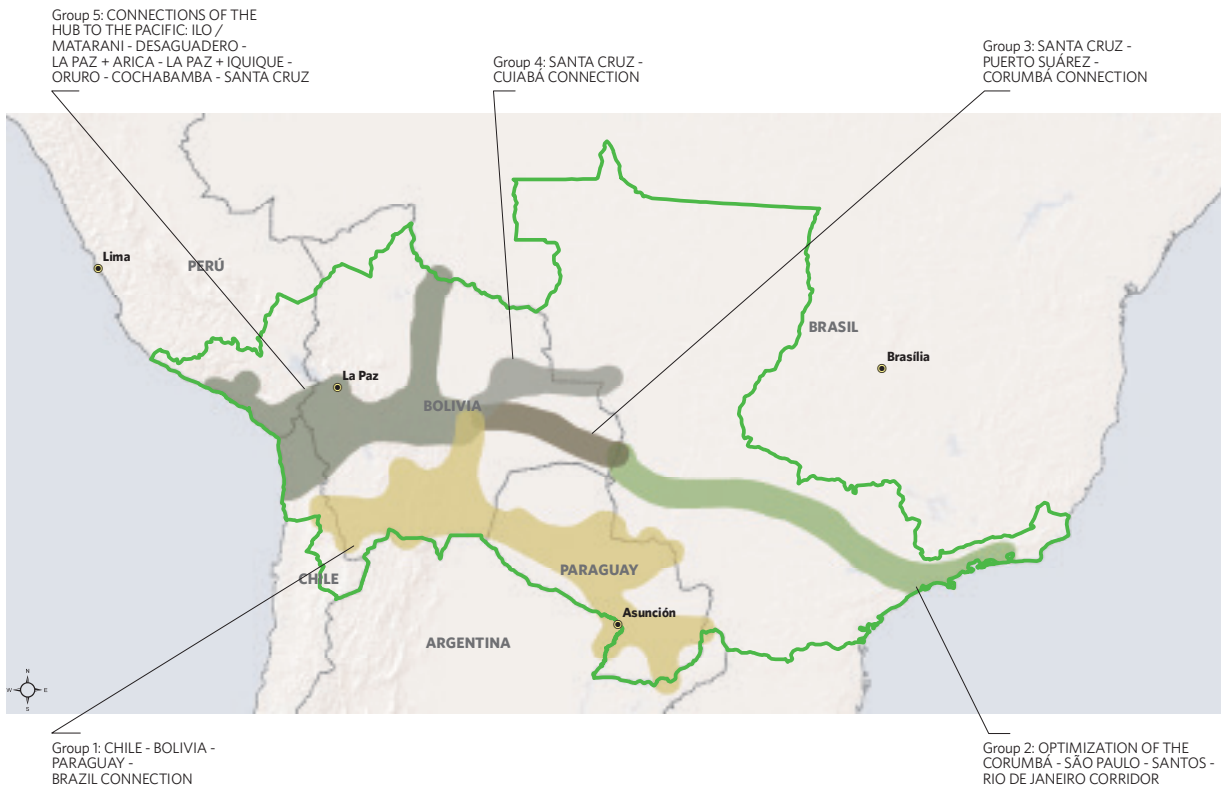 Group 5: CONNECTIONS OF THE
HUB TO THE PACIFIC: ILO /
MATARANI - DESAGUADERO -
LA PAZ + ARICA - LA PAZ + IQUIQUE -
ORURO - COCHABAMBA - SANTA CRUZ
Group 4: SANTA CRUZ -
CUIABÁ CONNECTION
Group 3: SANTA CRUZ -
PUERTO SUÁREZ -
CORUMBÁ CONNECTION
Lima
PERÚ
BRASIL
Brasília
La Paz
BOLIVIA
PARAGUAY
CHILE
Asunción
ARGENTINA
N
W E
S
Group 1: CHILE - BOLIVIA -
PARAGUAY -
BRAZIL CONNECTION
Group 2: OPTIMIZATION OF THE
CORUMBÁ - SÃO PAULO - SANTOS -
RIO DE JANEIRO CORRIDOR